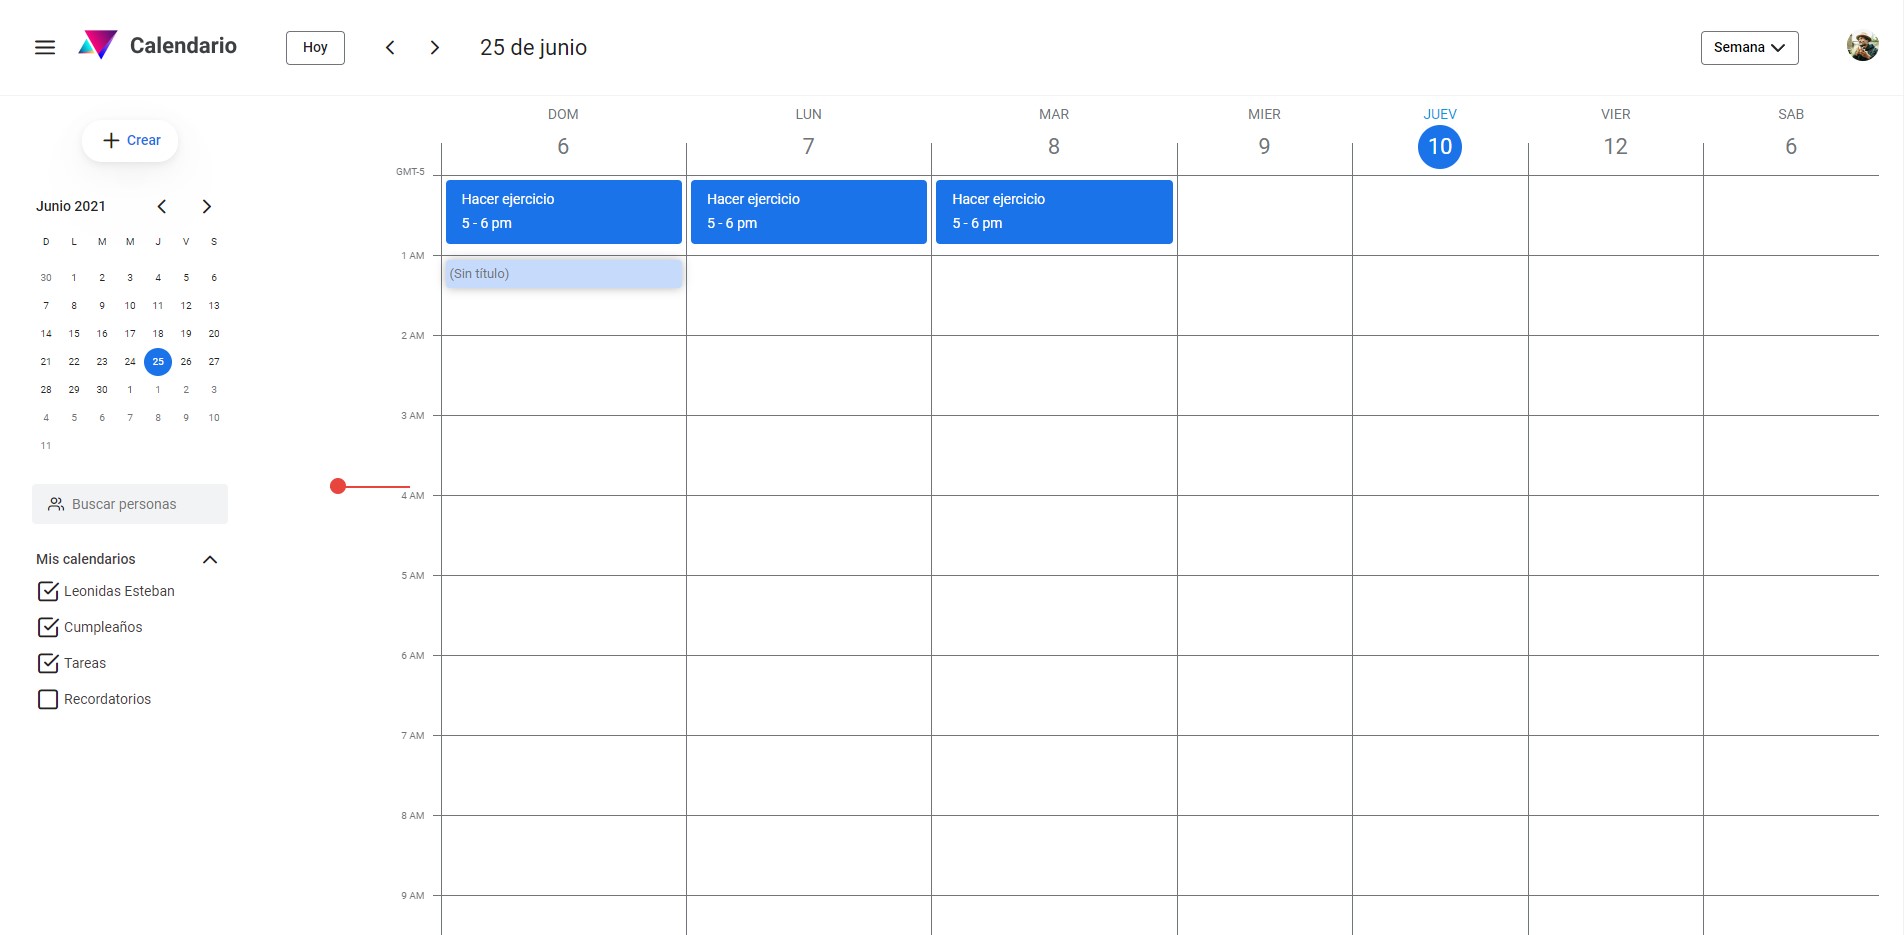 Calendario
Hoy
25 de junio
Semana
Crear
Junio 2021
D L M M J V S
30 1 2 3 4 5 6
7 8 9 10 11 12 13
14 15 16 17 18 19 20
21 22 23 24 25 26 27
28 29 30 1 1 2 3
4 5 6 7 8 9 10
11
Buscar personas
Mis calendarios
Leonidas Esteban
Cumpleaños
Tareas
Recordatorios
DOM LUN MAR MIER JUEV VIER SAB
6 7 8 9 10 12 6
GMT-5
Hacer ejercicio
5 - 6 pm
Hacer ejercicio
5 - 6 pm
Hacer ejercicio
5 - 6 pm
1 AM
(Sin título)
2 AM
3 AM
4 AM
5 AM
6 AM
7 AM
8 AM
9 AM